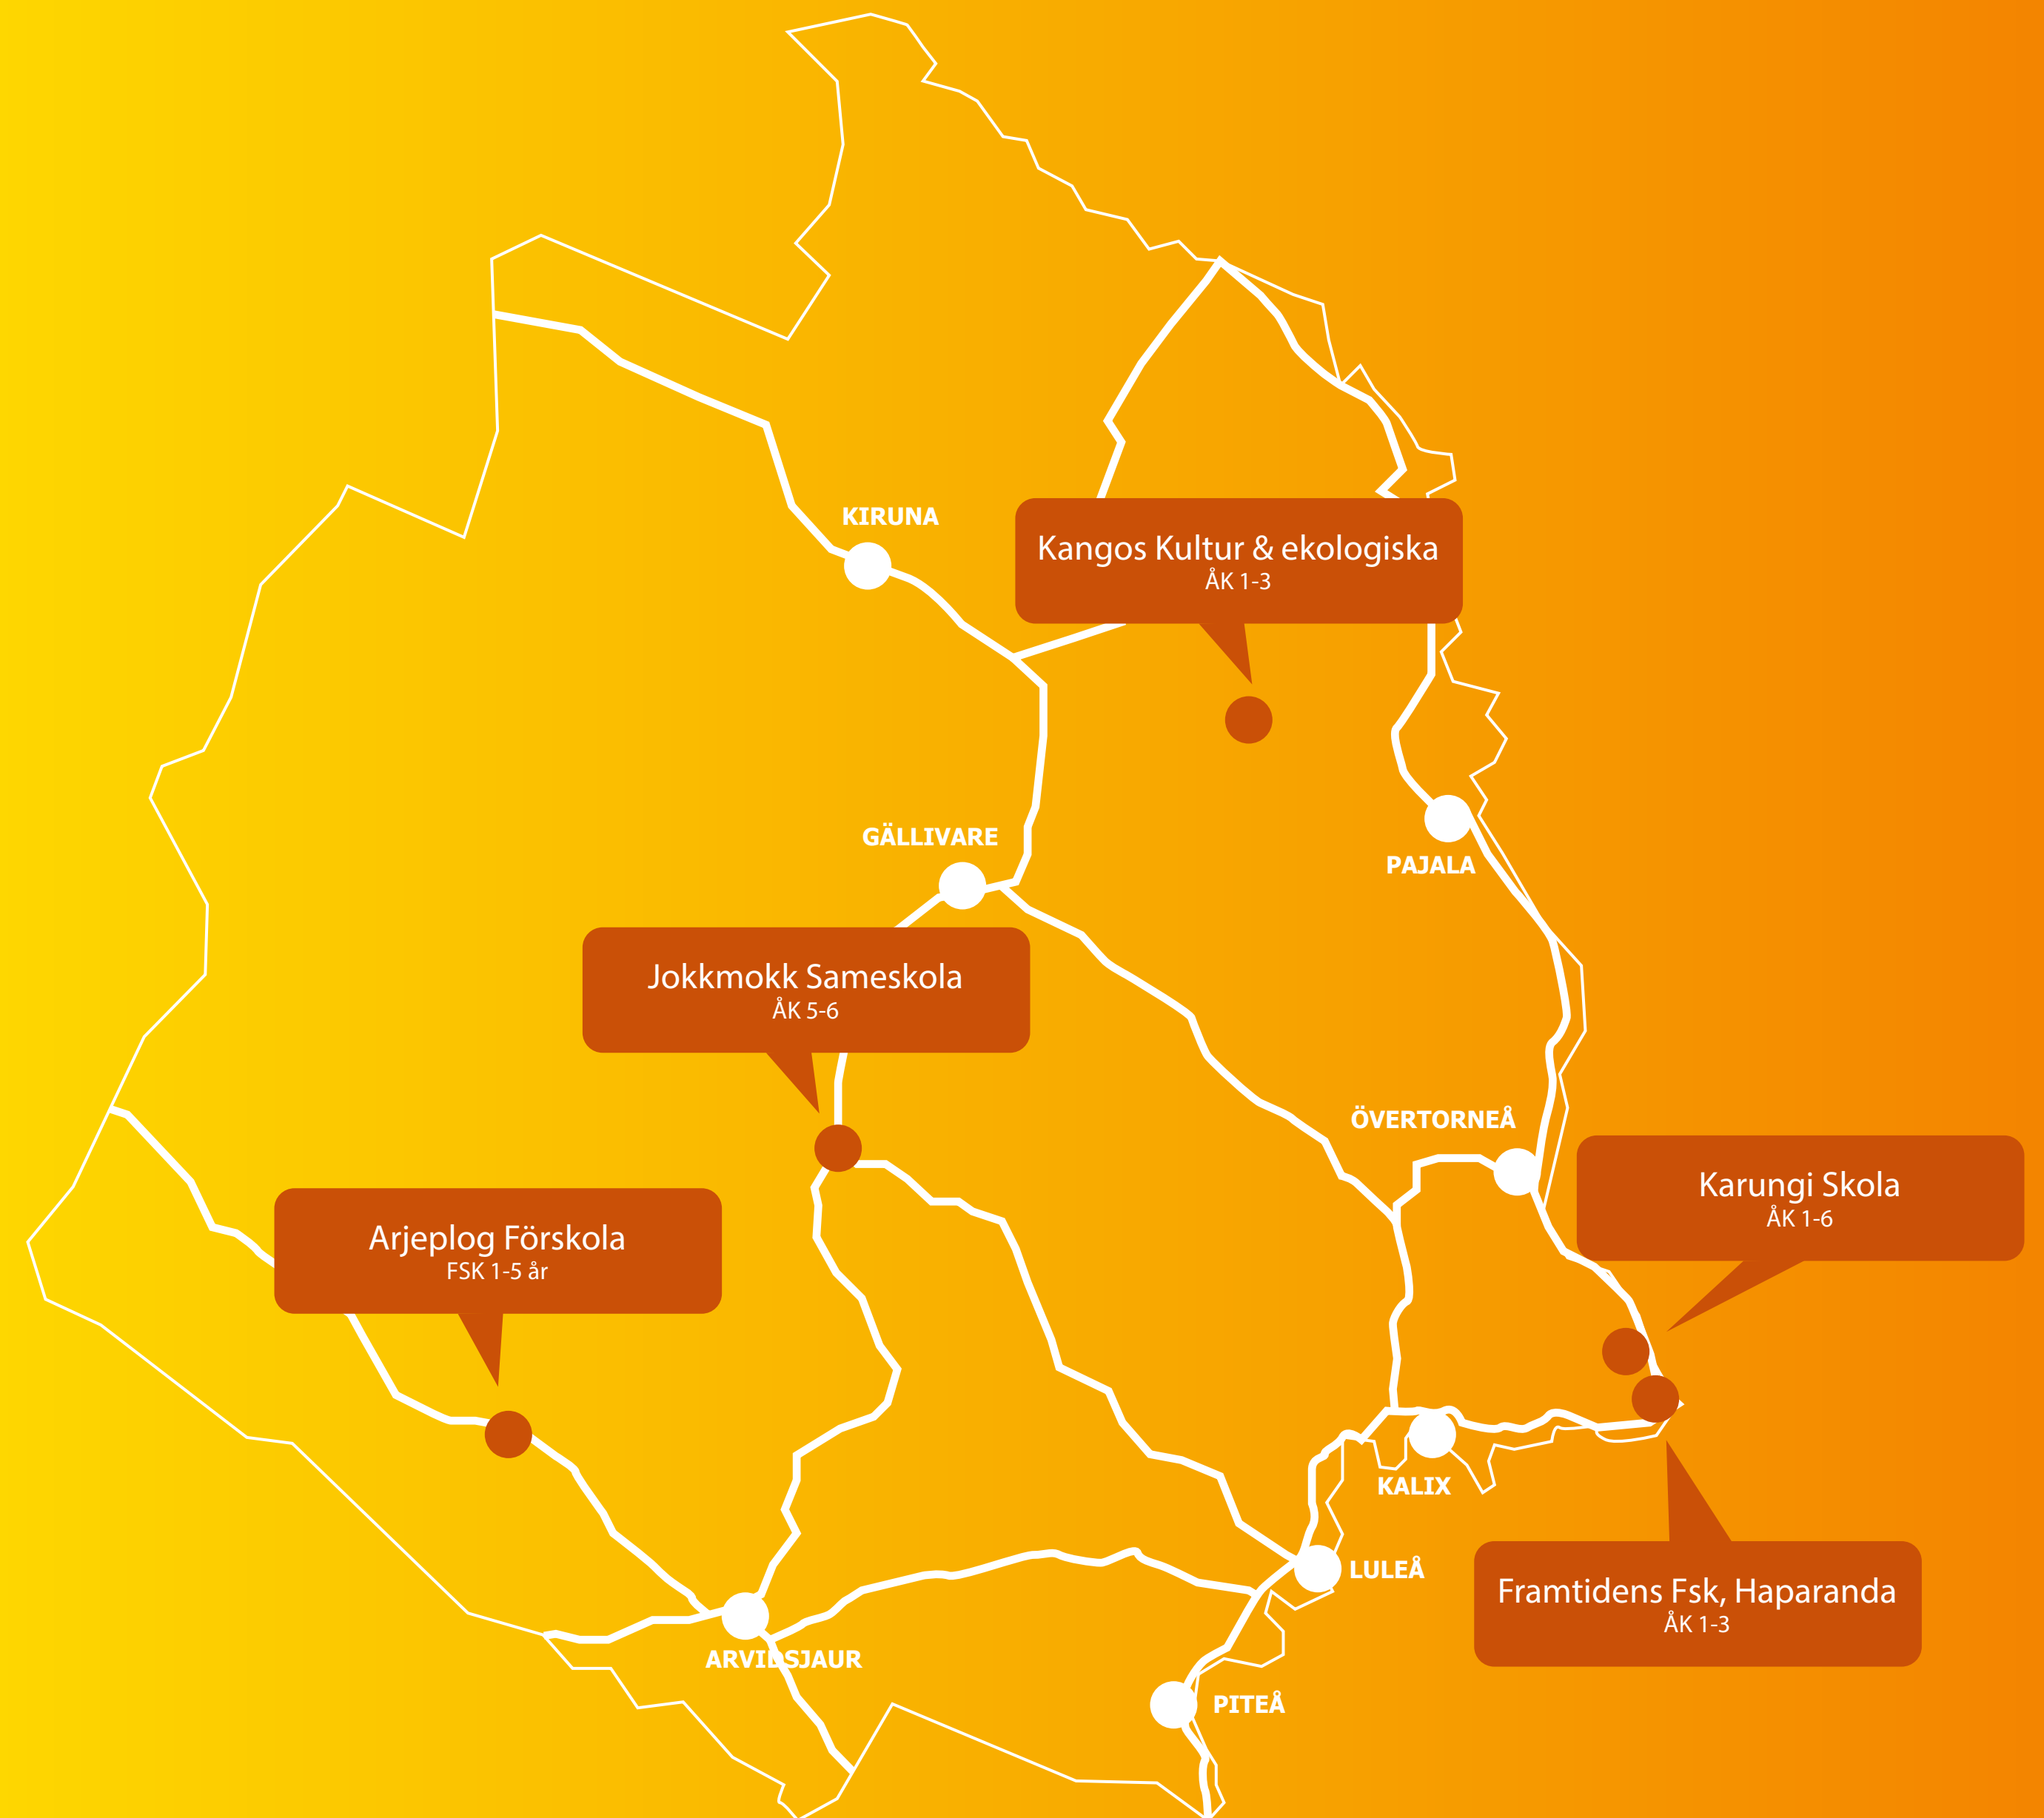 KIRUNA
Kangos Kultur & ekologiska
ÅK 1-3
GÄLLIVARE
PAJALA
Jokkmokk Sameskola
ÅK 5-6
ÖVERTORNEÅ
Karungi Skola
ÅK 1-6
Arjeplog Förskola
FSK 1-5 år
KALIX
LULEÅ
Framtidens Fsk, Haparanda
ÅK 1-3
ARVIDSJAUR
PITEÅ